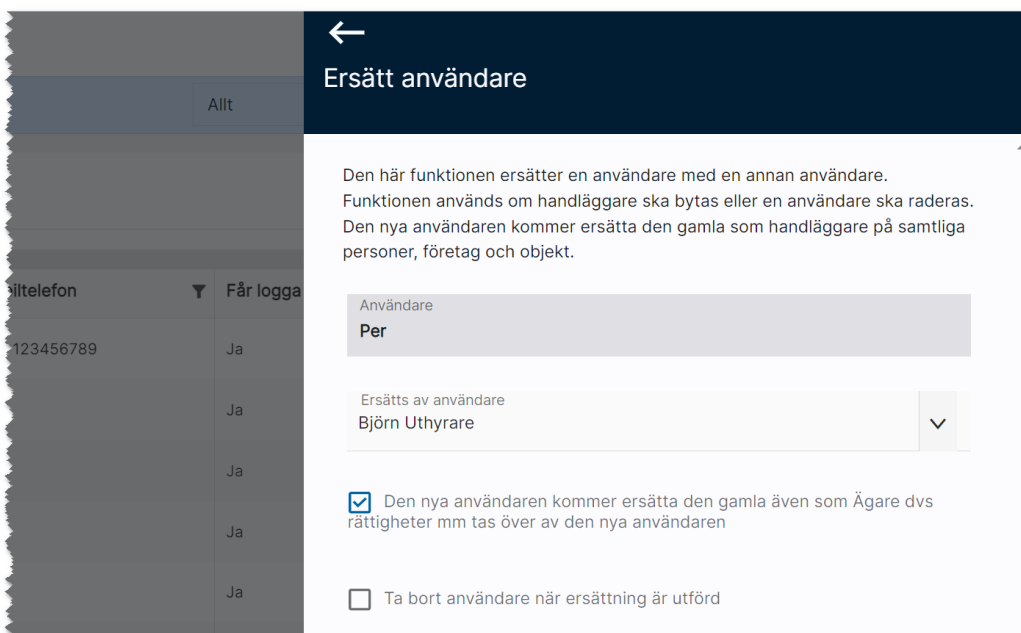 Ersätt användare
Allt
Den här funktionen ersätter en användare med en annan användare.
Funktionen används om handläggare ska bytas eller en användare ska raderas.
Den nya användaren kommer ersätta den gamla som handläggare på samtliga
personer, företag och objekt.
iltelefon
Får logga
Användare
Per
123456789
Ja
Ersätts av användare
Björn Uthyrare
Ja
Ja
Den nya användaren kommer ersätta den gamla även som Ägare dvs
rättigheter mm tas över av den nya användaren
Ja
Ja
Ta bort användare när ersättning är utförd